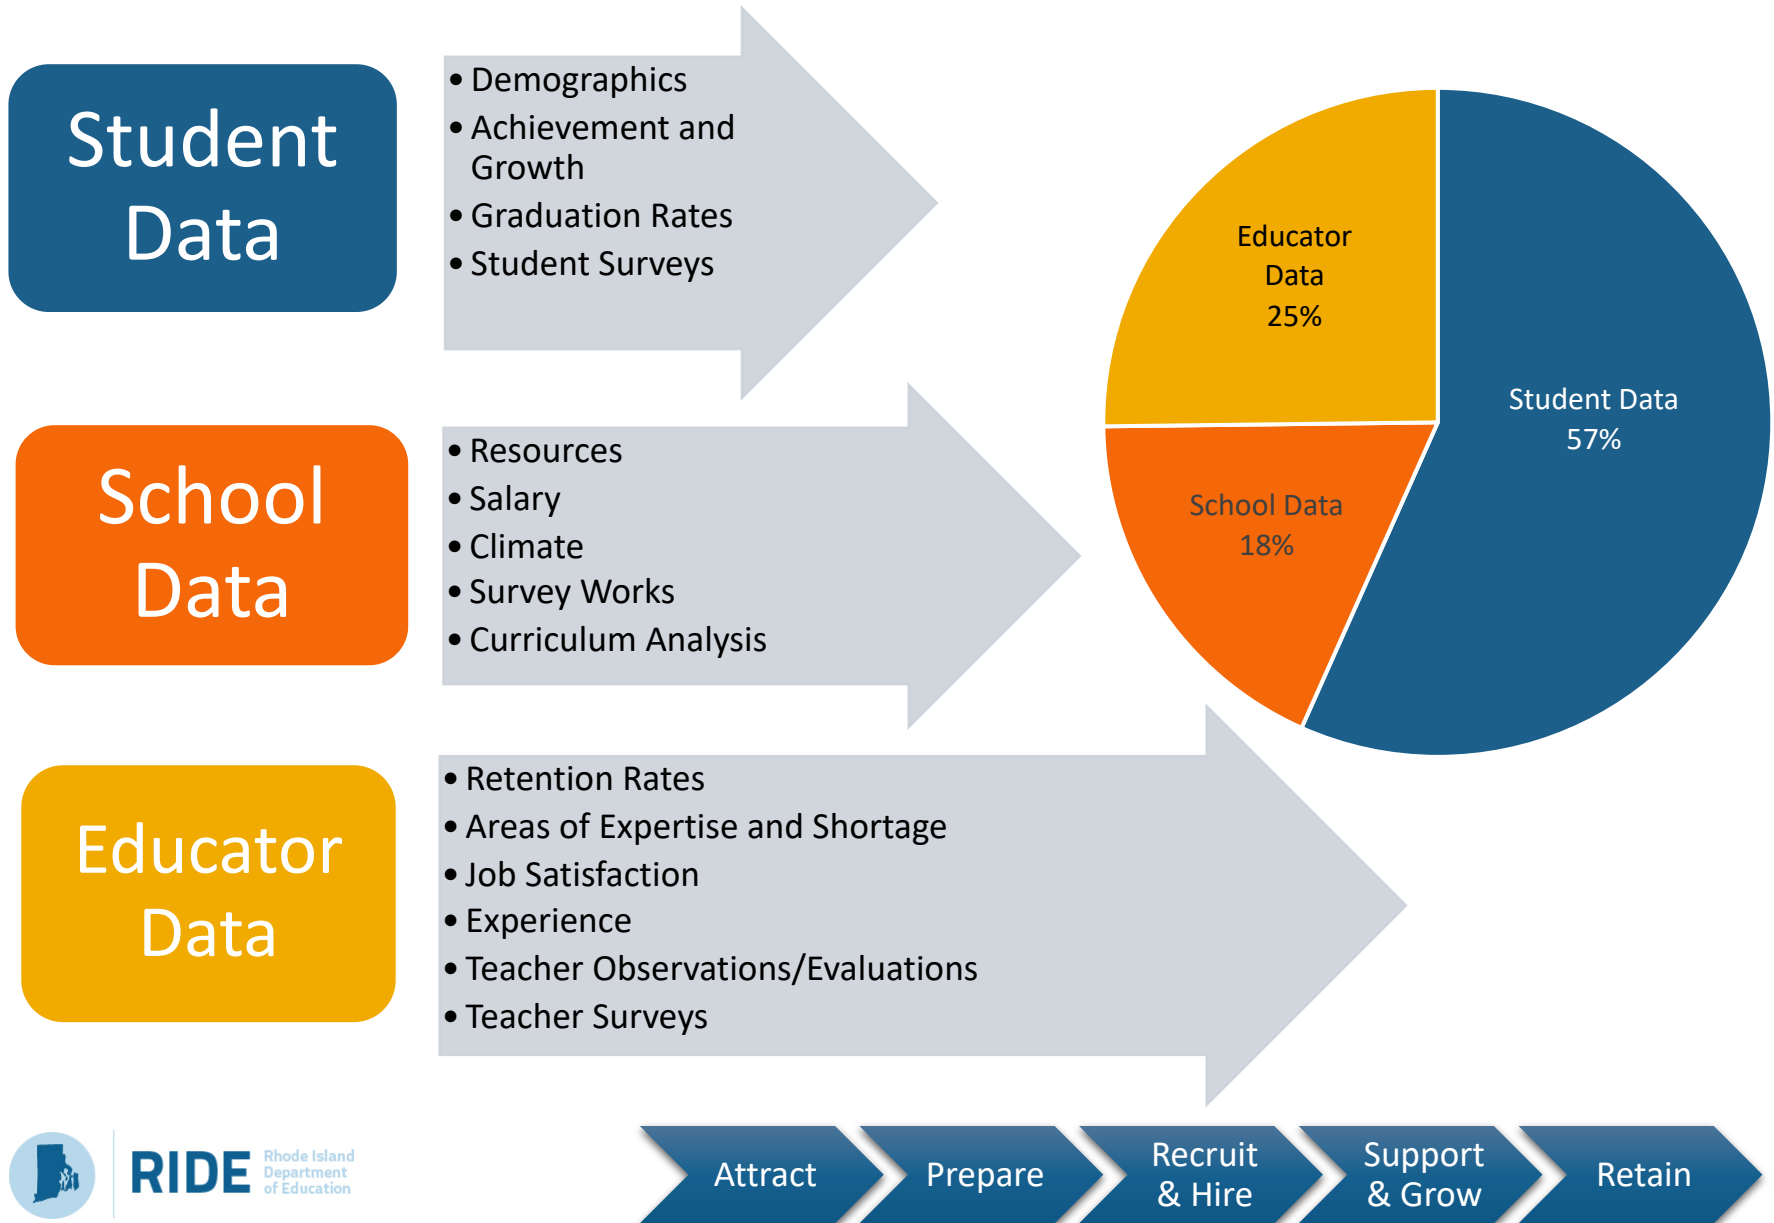 Student
Data
• Demographics
• Achievement and
Growth
• Graduation Rates
• Student Surveys
School
Data
• Resources
• Salary
• Climate
• Survey Works
• Curriculum Analysis
Educator
Data
• Retention Rates
• Areas of Expertise and Shortage
• Job Satisfaction
• Experience
• Teacher Observations/Evaluations
• Teacher Surveys
Educator
Data
25%
Student Data
57%
School Data
18%
RIDE
Rhode Island
Department
of Education
Attract
Prepare
Recruit
& Hire
Support
& Grow
Retain